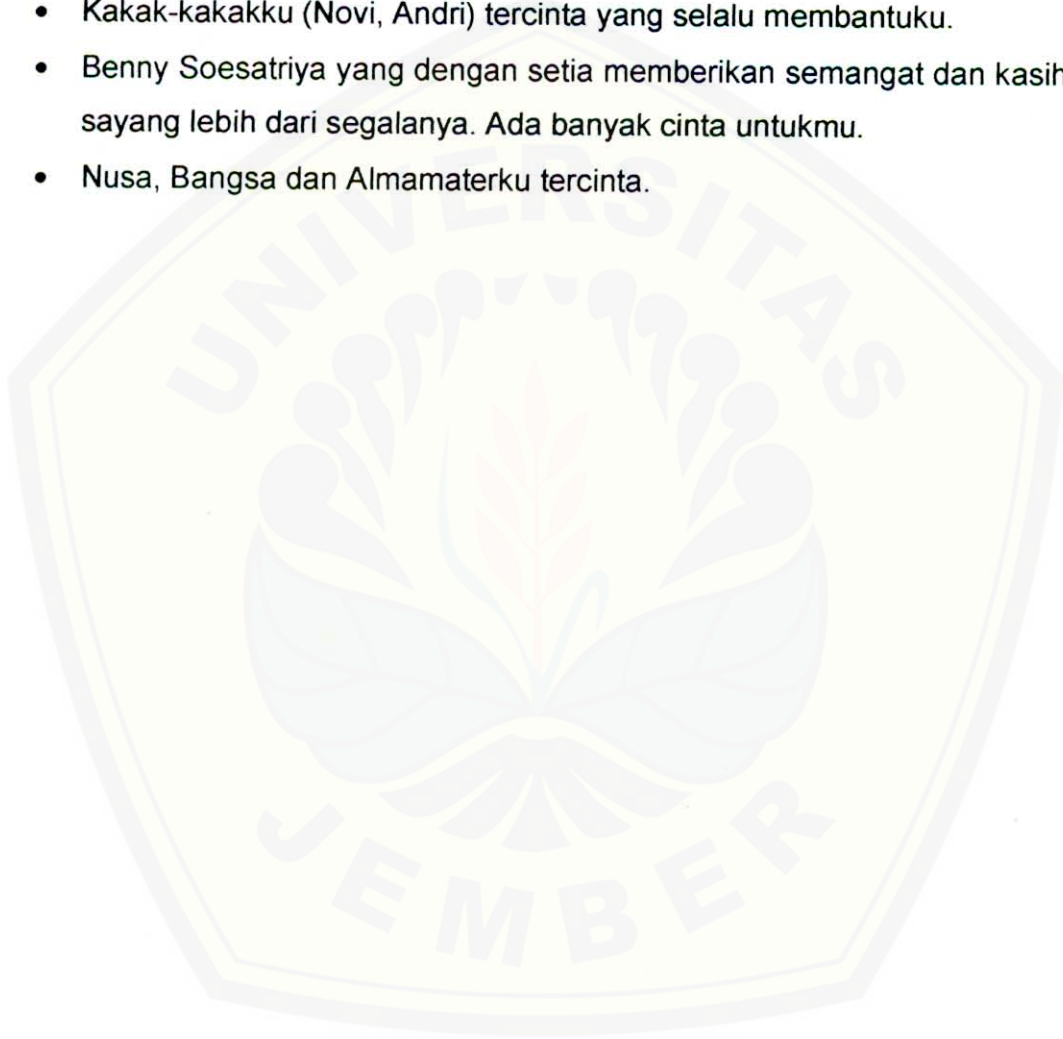 • Kakak-kakakku (Novi, Andri) tercinta yang selalu membantuku.
• Benny Soesatriya yang dengan setia memberikan semangat dan kasih
sayang lebih dari segalanya. Ada banyak cinta untukmu.
• Nusa, Bangsa dan Almamaterku tercinta.
UNIVERSITAS
JEMBER